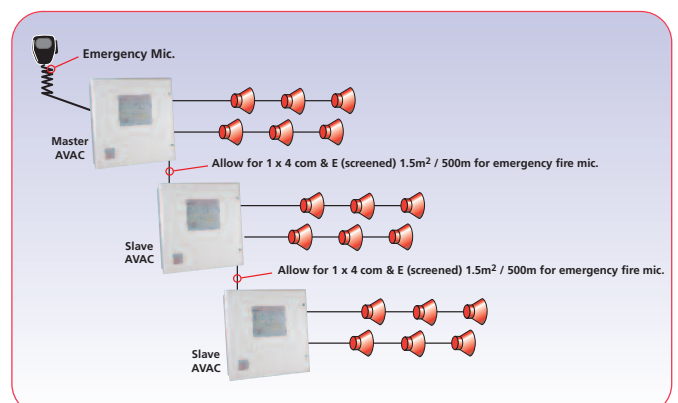 Emergency Mic.
Master
AVAC
Allow for 1 x 4 com & E (screened) 1.5m² / 500m for emergency fire mic.
Slave
AVAC
Allow for 1 x 4 com & E (screened) 1.5m² / 500m for emergency fire mic.
Slave
AVAC